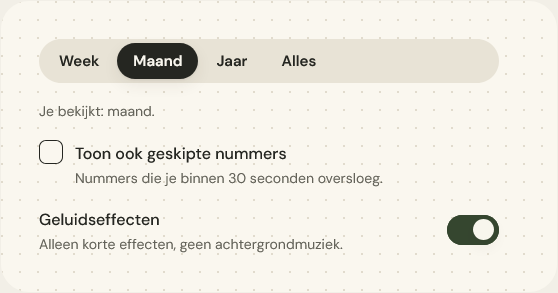 Week Maand Jaar Alles
Je bekijkt: maand.
Toon ook geskipte nummers
Nummers die je binnen 30 seconden oversloeg.
Geluidseffecten
Alleen korte effecten, geen achtergrondmuziek.